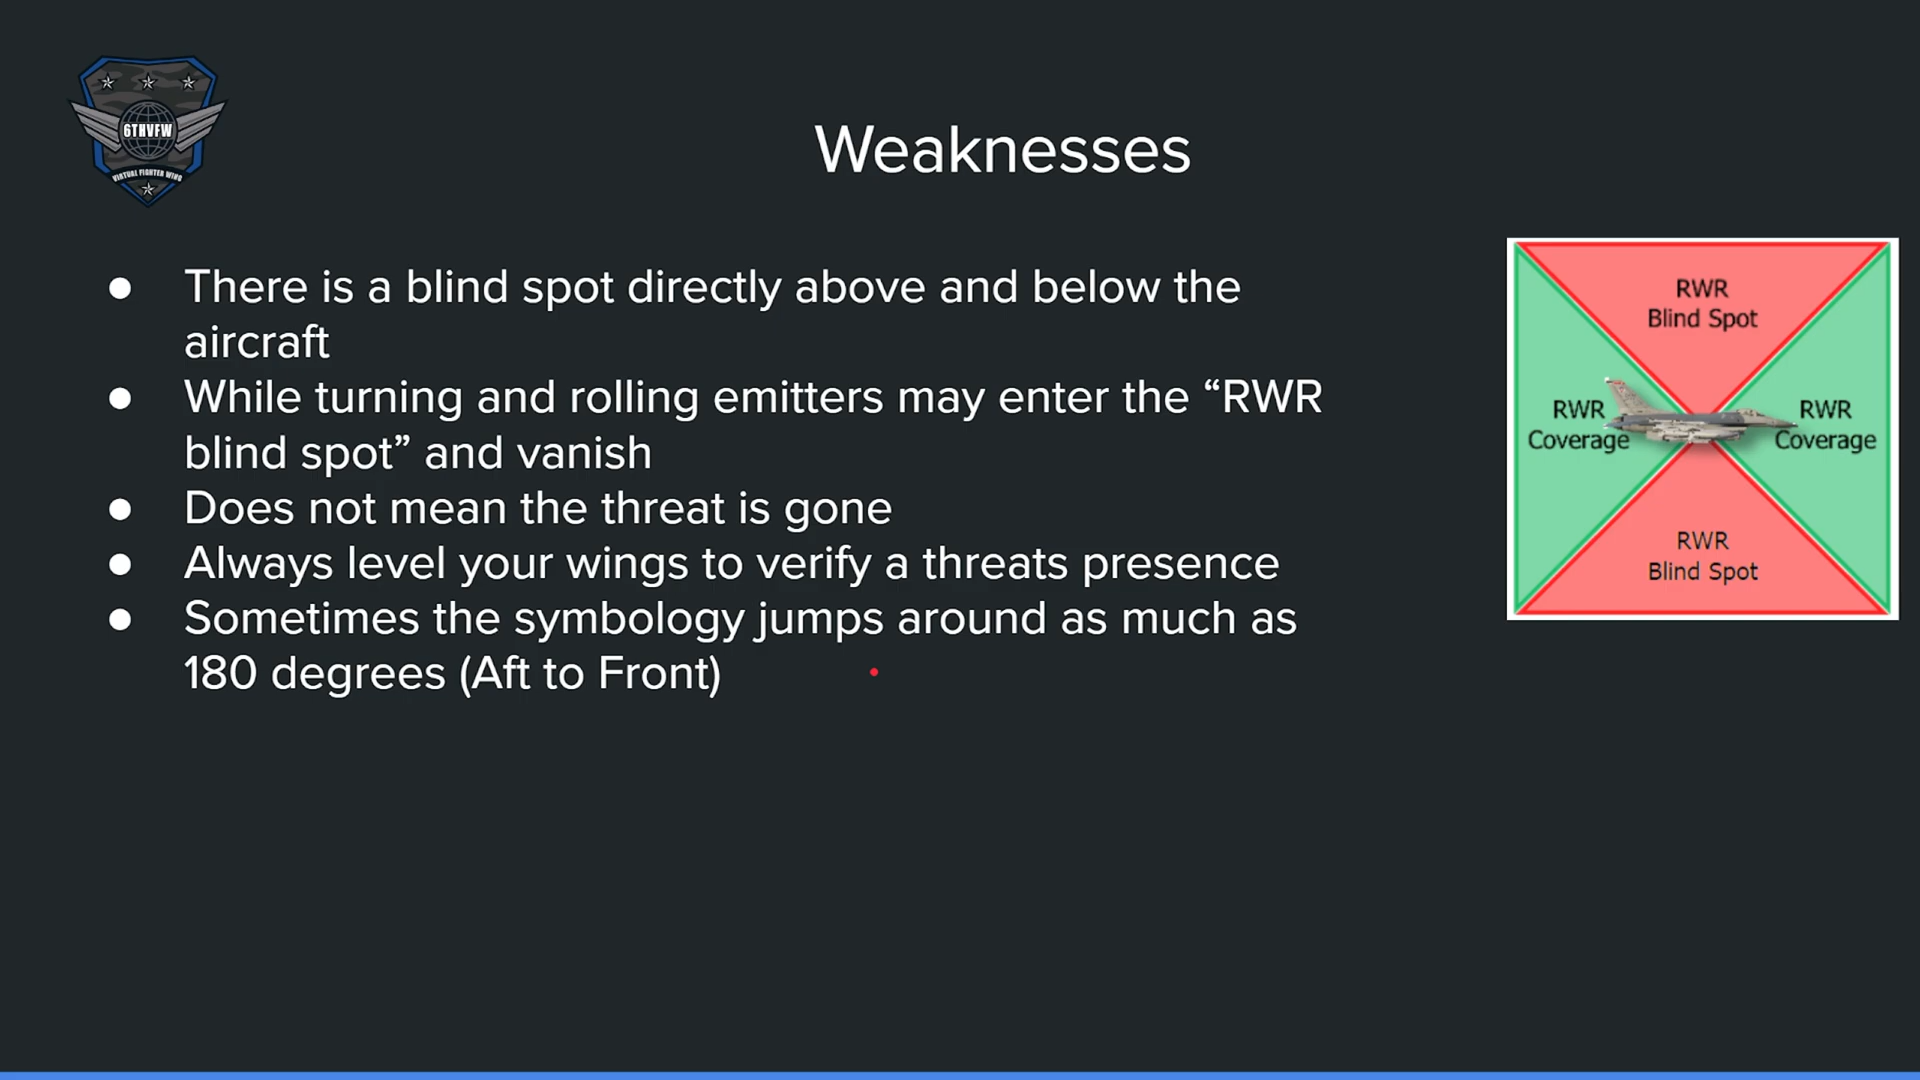 6THVFW
VIRTUAL FIGHTER WING
Weaknesses
● There is a blind spot directly above and below the
aircraft
● While turning and rolling emitters may enter the “RWR
blind spot” and vanish
● Does not mean the threat is gone
● Always level your wings to verify a threats presence
● Sometimes the symbology jumps around as much as
180 degrees (Aft to Front)
RWR
Blind Spot
RWR
Coverage
RWR
Coverage
RWR
Blind Spot